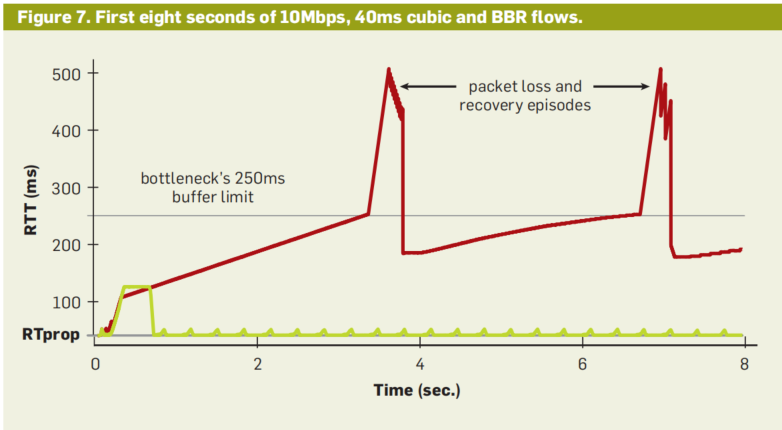 Figure 7. First eight seconds of 10Mbps, 40ms cubic and BBR flows.
500
400
300
200
100
RTprop
RTT (ms)
bottleneck's 250ms
buffer limit
packet loss and
recovery episodes
0
2
4
6
8
Time (sec.)